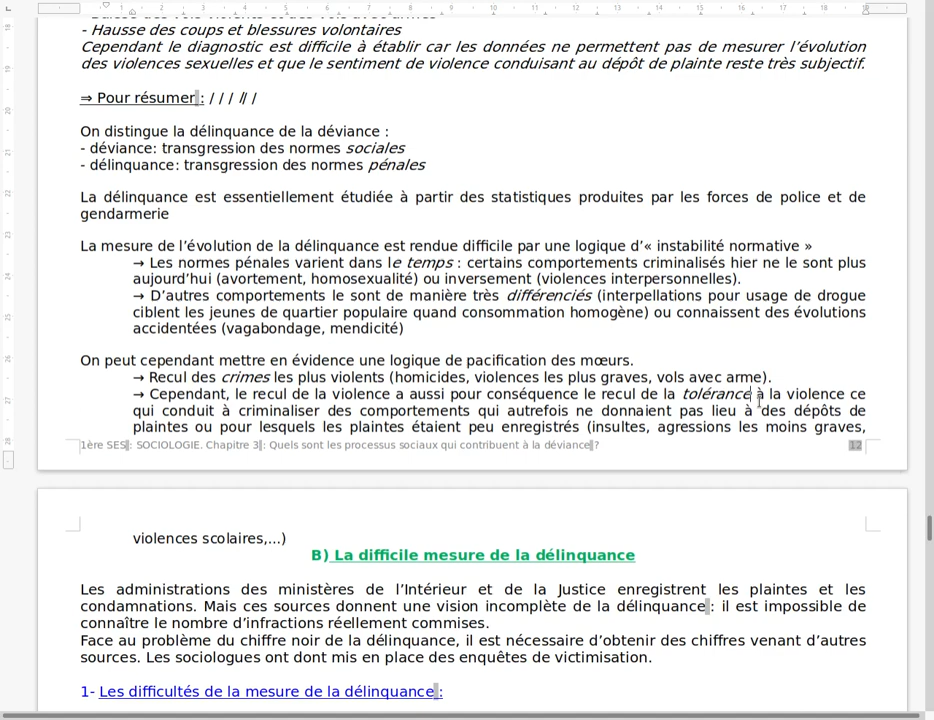 - Hausse des coups et blessures volontaires
Cependant le diagnostic est difficile à établir car les données ne permettent pas de mesurer l’évolution
des violences sexuelles et que le sentiment de violence conduisant au dépôt de plainte reste très subjectif.
⇒ Pour résumer : / / / // /
On distingue la délinquance de la déviance :
- déviance: transgression des normes sociales
- délinquance: transgression des normes pénales
La délinquance est essentiellement étudiée à partir des statistiques produites par les forces de police et de
gendarmerie
La mesure de l’évolution de la délinquance est rendue difficile par une logique d’« instabilité normative »
→ Les normes pénales varient dans le temps : certains comportements criminalisés hier ne le sont plus
aujourd’hui (avortement, homosexualité) ou inversement (violences interpersonnelles).
→ D’autres comportements le sont de manière très différenciés (interpellations pour usage de drogue
ciblent les jeunes de quartier populaire quand consommation homogène) ou connaissent des évolutions
accidentées (vagabondage, mendicité)
On peut cependant mettre en évidence une logique de pacification des mœurs.
→ Recul des crimes les plus violents (homicides, violences les plus graves, vols avec arme).
→ Cependant, le recul de la violence a aussi pour conséquence le recul de la tolérance à la violence ce
qui conduit à criminaliser des comportements qui autrefois ne donnaient pas lieu à des dépôts de
plaintes ou pour lesquels les plaintes étaient peu enregistrés (insultes, agressions les moins graves,
1ère SES : SOCIOLOGIE. Chapitre 3 : Quels sont les processus sociaux qui contribuent à la déviance ? 12
violences scolaires,...)
B) La difficile mesure de la délinquance
Les administrations des ministères de l’Intérieur et de la Justice enregistrent les plaintes et les
condamnations. Mais ces sources donnent une vision incomplète de la délinquance : il est impossible de
connaître le nombre d’infractions réellement commises.
Face au problème du chiffre noir de la délinquance, il est nécessaire d’obtenir des chiffres venant d’autres
sources. Les sociologues ont dont mis en place des enquêtes de victimisation.
1- Les difficultés de la mesure de la délinquance :